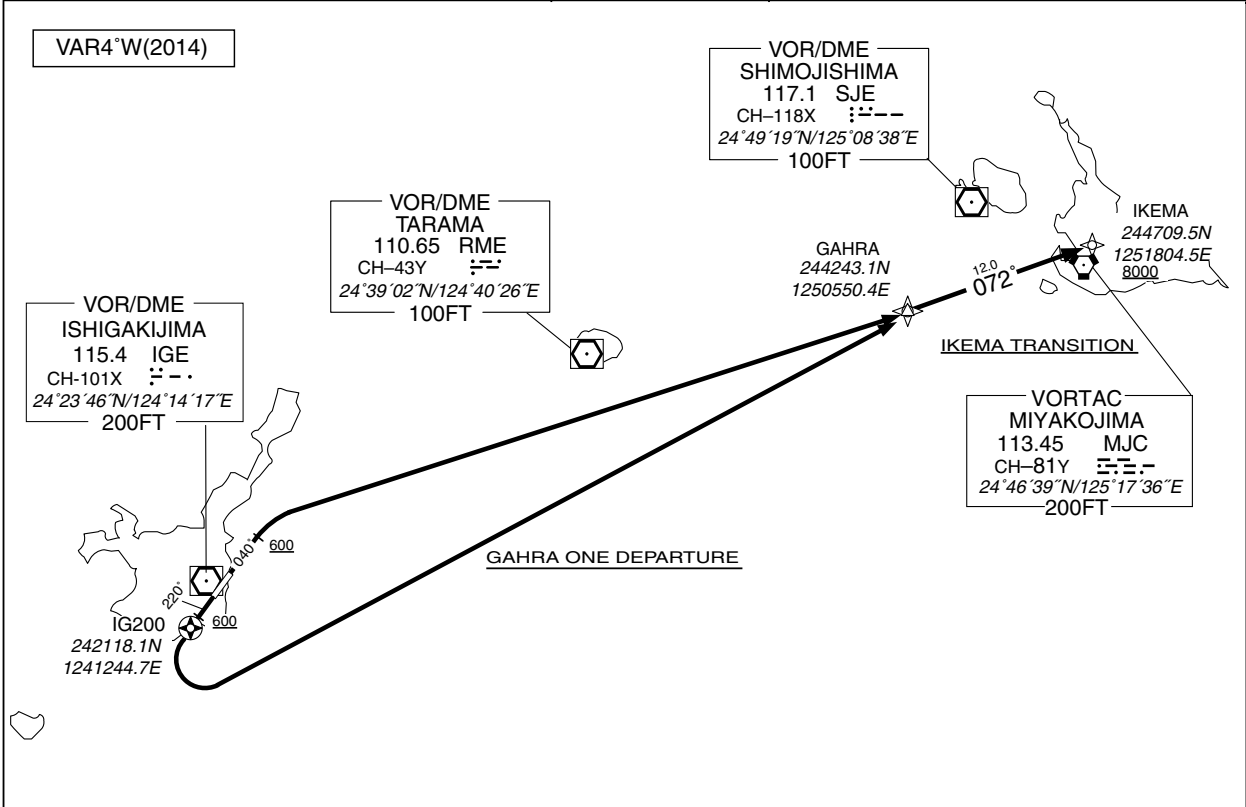 VAR4°W(2014)
VOR/DME
SHIMOJISHIMA
117.1 SJE
CH–118X
24°49´19˝N/125°08´38˝E
100FT
VOR/DME
TARAMA
110.65 RME
CH–43Y
24°39´02˝N/124°40´26˝E
100FT
IKEMA
244709.5N
1251804.5E
8000
GAHRA
244243.1N
1250550.4E
12.0
072°
VOR/DME
ISHIGAKIJIMA
115.4 IGE
CH-101X
24°23´46˝N/124°14´17˝E
200FT
IKEMA TRANSITION
VORTAC
MIYAKOJIMA
113.45 MJC
CH–81Y
24°46´39˝N/125°17´36˝E
200FT
040°
600
GAHRA ONE DEPARTURE
220°
600
IG200
242118.1N
1241244.7E